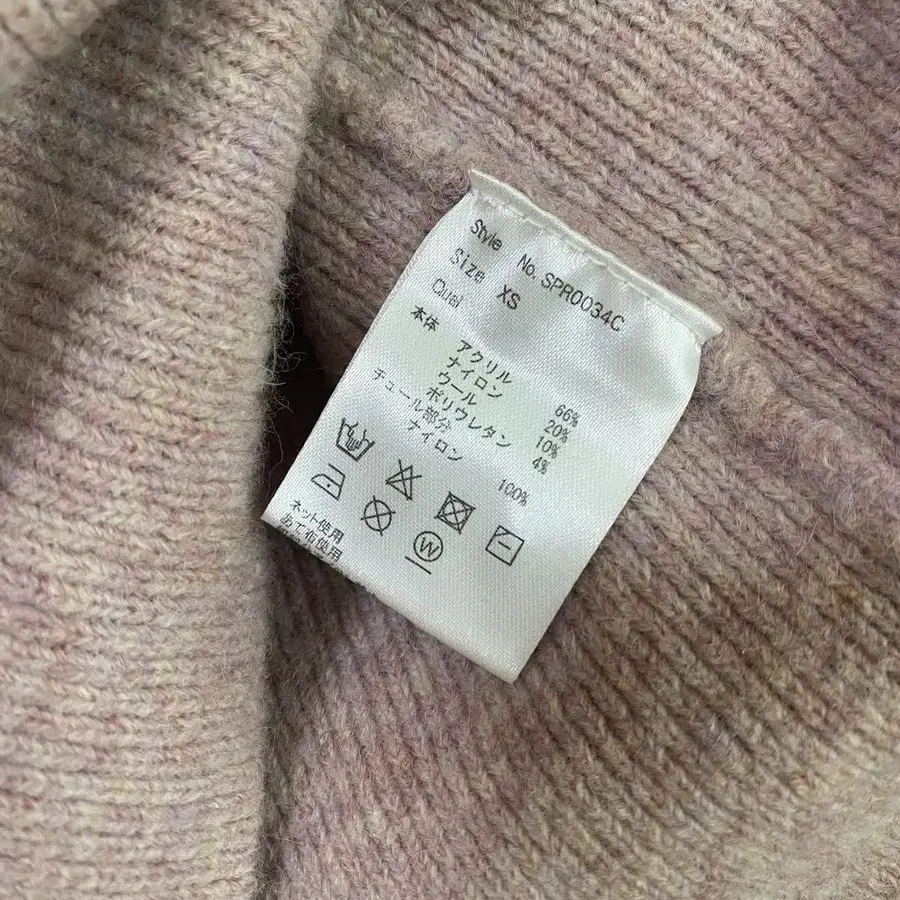 Style No. SPR0034C
Size XS
Qual
本体
アクリル 66%
ナイロン 20%
ウール 10%
ポリウレタン 4%
チュール部分
ナイロン 100%
W
ネット使用
あて布使用